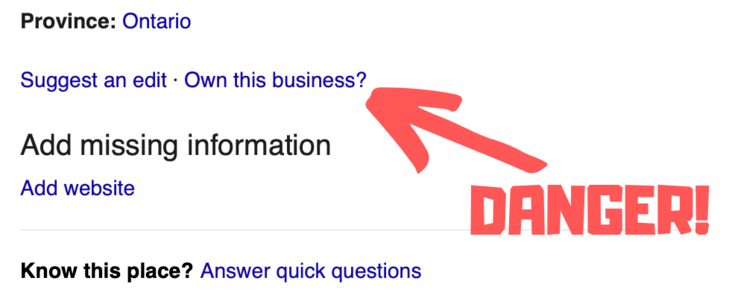 Province: Ontario
Suggest an edit · Own this business?
Add missing information
Add website
DANGER!
Know this place? Answer quick questions